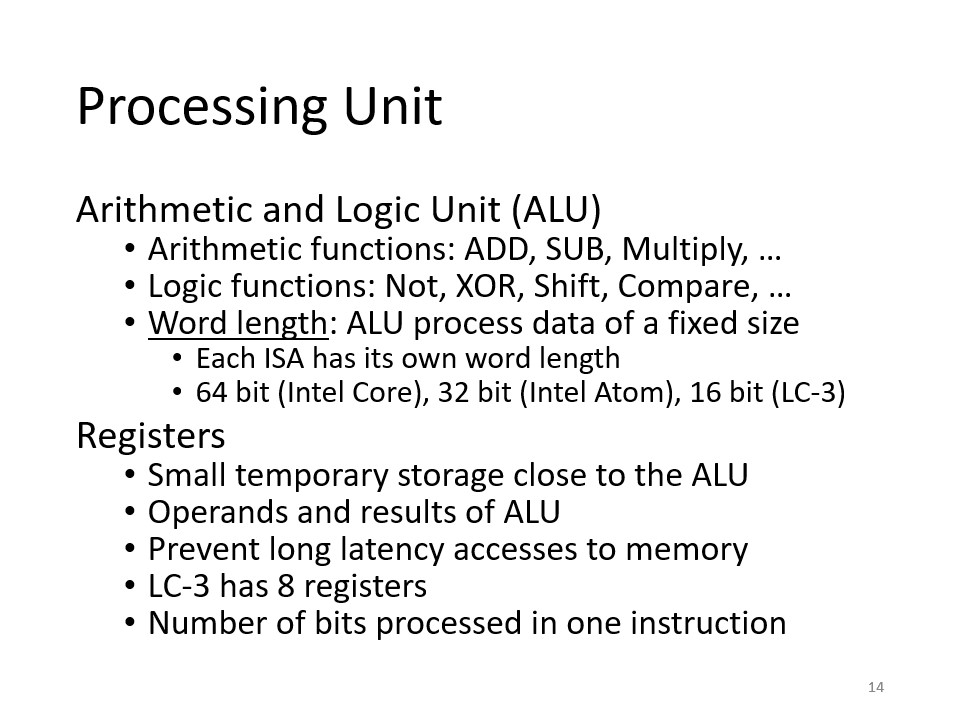 Processing Unit
Arithmetic and Logic Unit (ALU)
• Arithmetic functions: ADD, SUB, Multiply, …
• Logic functions: Not, XOR, Shift, Compare, …
• Word length: ALU process data of a fixed size
• Each ISA has its own word length
• 64 bit (Intel Core), 32 bit (Intel Atom), 16 bit (LC-3)
Registers
• Small temporary storage close to the ALU
• Operands and results of ALU
• Prevent long latency accesses to memory
• LC-3 has 8 registers
• Number of bits processed in one instruction
14